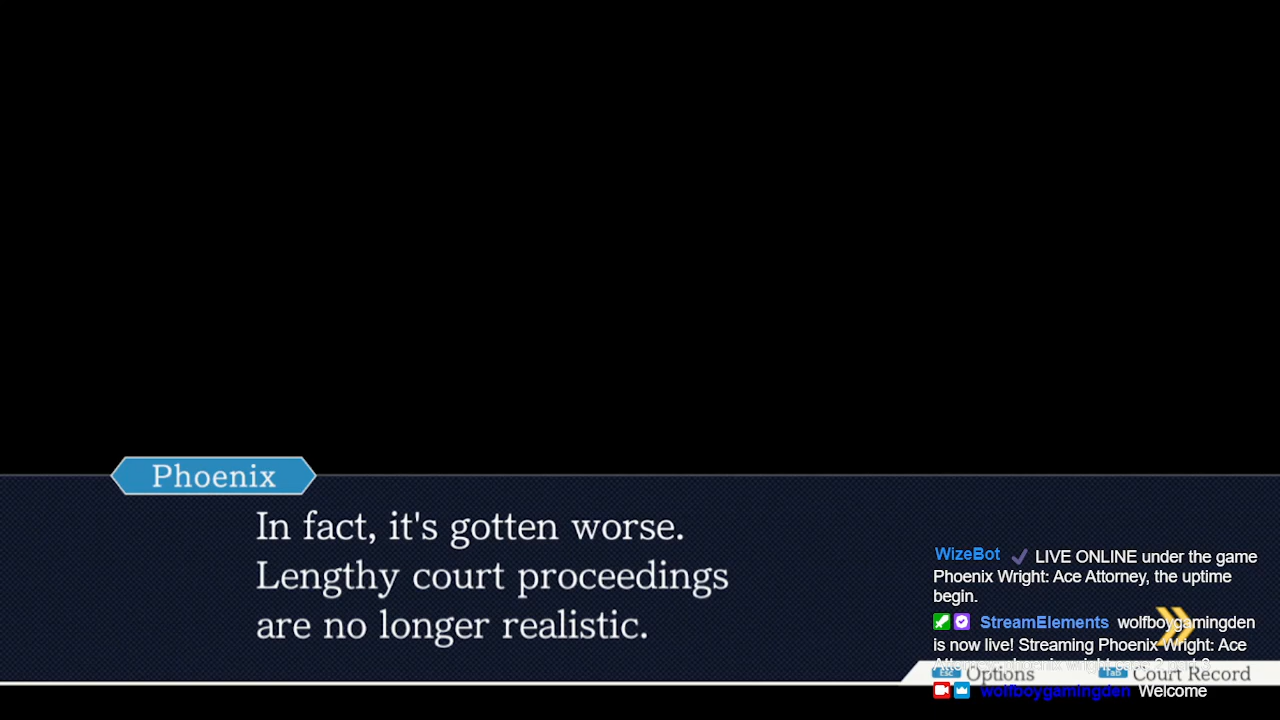 Phoenix
In fact, it's gotten worse.
Lengthy court proceedings
are no longer realistic.
WizeBot LIVE ONLINE under the game
Phoenix Wright: Ace Attorney, the uptime
begin.
StreamElements wolfboygamingden
is now live! Streaming Phoenix Wright: Ace
Esc Options Tab Court Record
wolfboygamingden Welcome